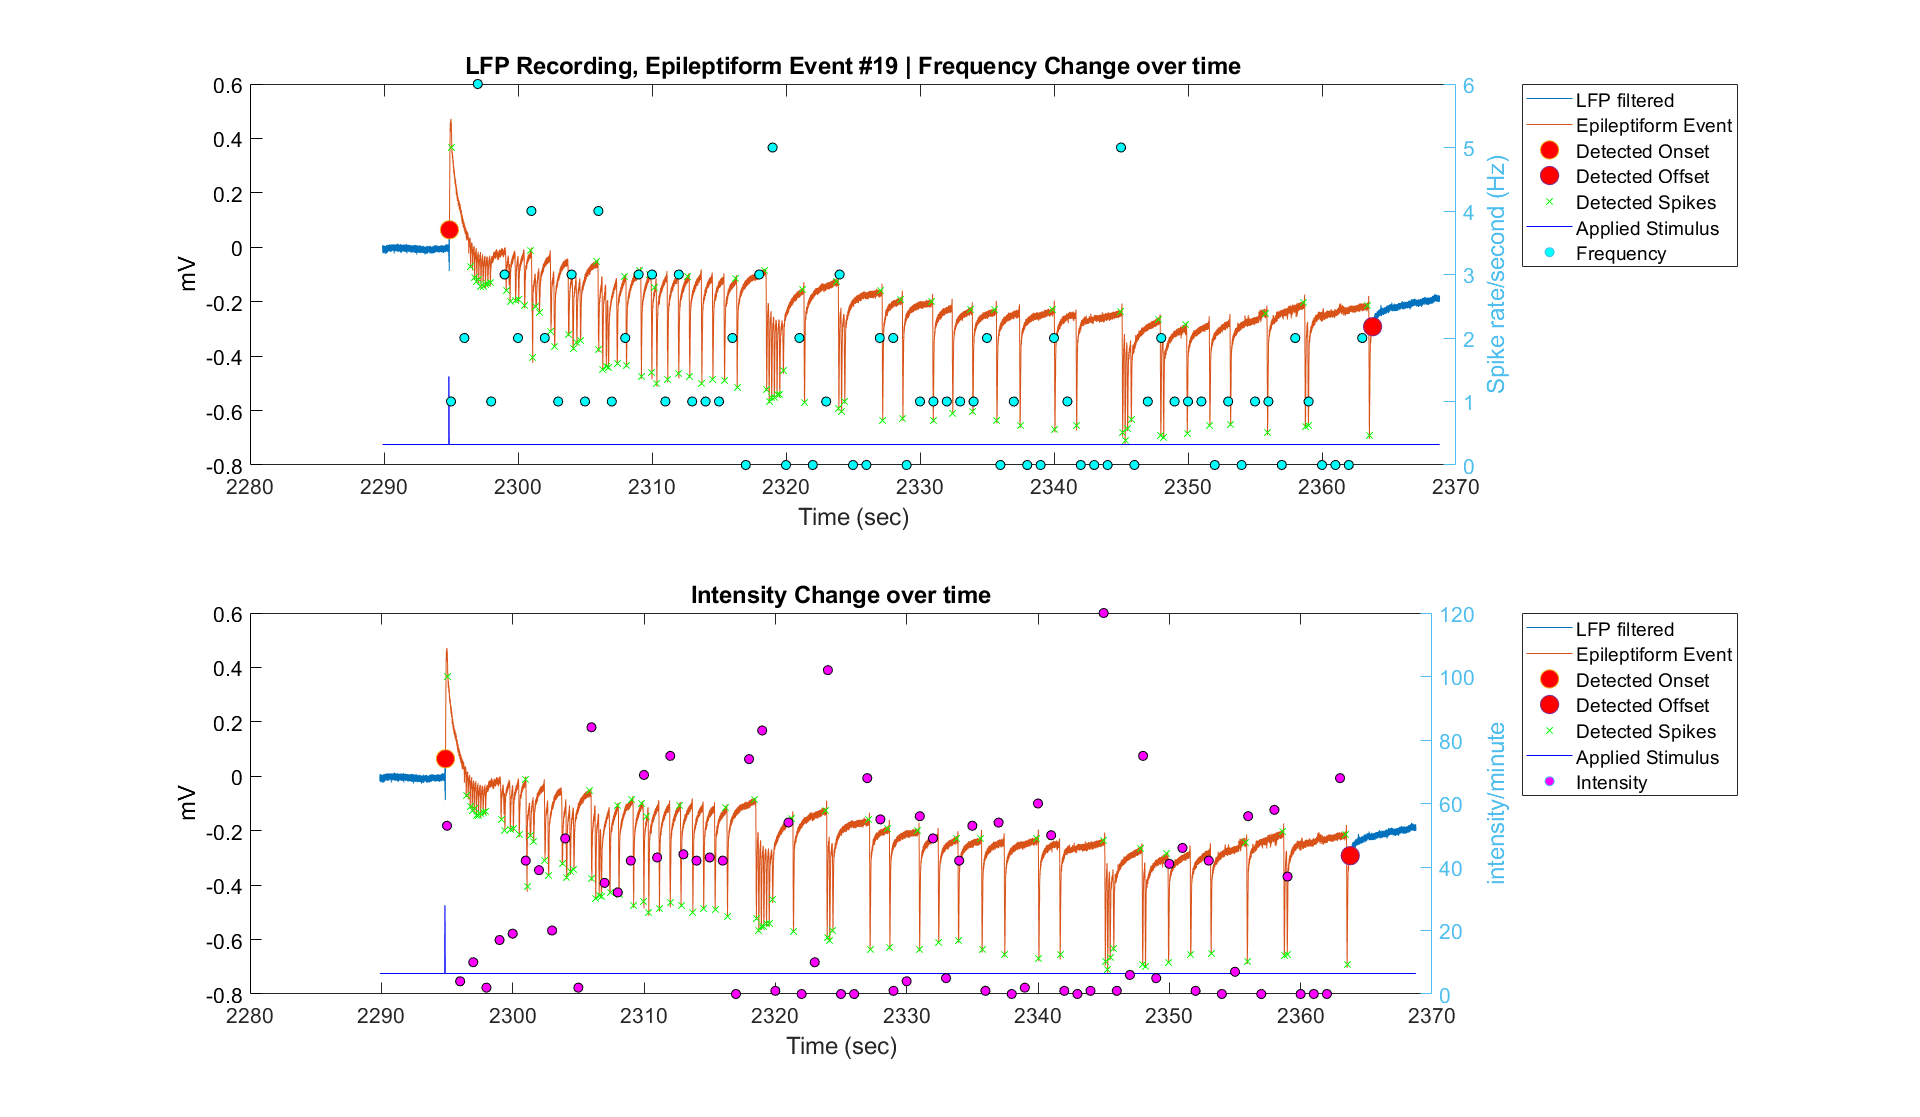 LFP Recording, Epileptiform Event #19 | Frequency Change over time
0.6
0.4
0.2
0
-0.2
-0.4
-0.6
-0.8
mV
6
5
4
3
2
1
0
Spike rate/second (Hz)
2280 2290 2300 2310 2320 2330 2340 2350 2360 2370
Time (sec)
LFP filtered
Epileptiform Event
Detected Onset
Detected Offset
Detected Spikes
Applied Stimulus
Frequency
Intensity Change over time
0.6
0.4
0.2
0
-0.2
-0.4
-0.6
-0.8
mV
120
100
80
60
40
20
0
intensity/minute
2280 2290 2300 2310 2320 2330 2340 2350 2360 2370
Time (sec)
LFP filtered
Epileptiform Event
Detected Onset
Detected Offset
Detected Spikes
Applied Stimulus
Intensity